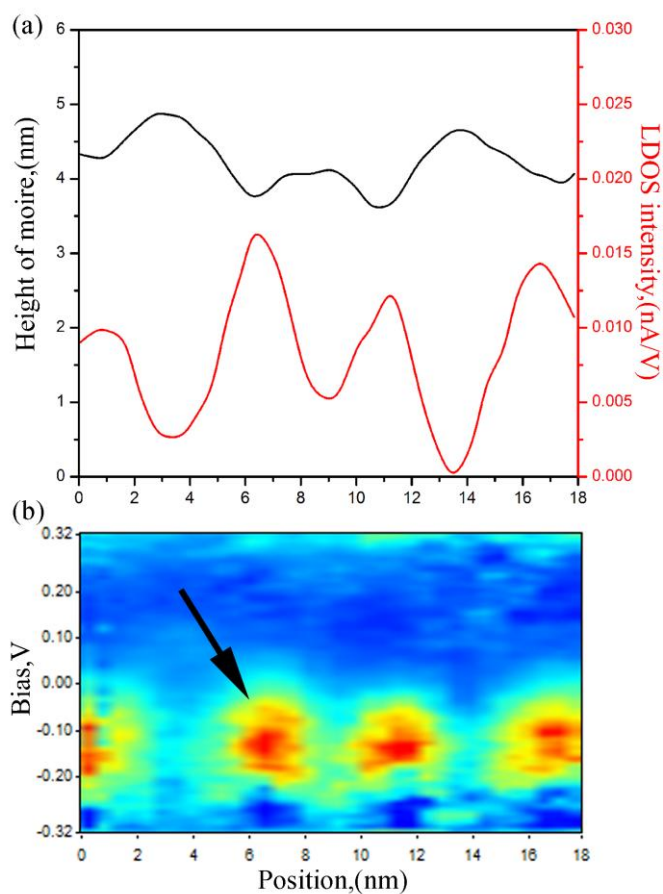 (a)
6
5
4
3
2
1
0
Height of moire,(nm)
0.030
0.025
0.020
0.015
0.010
0.005
0.000
LDOS intensity,(nA/V)
0 2 4 6 8 10 12 14 16 18
(b)
0.32
0.20
0.10
0.00
-0.10
-0.20
-0.32
Bias,V
0 2 4 6 8 10 12 14 16 18
Position,(nm)